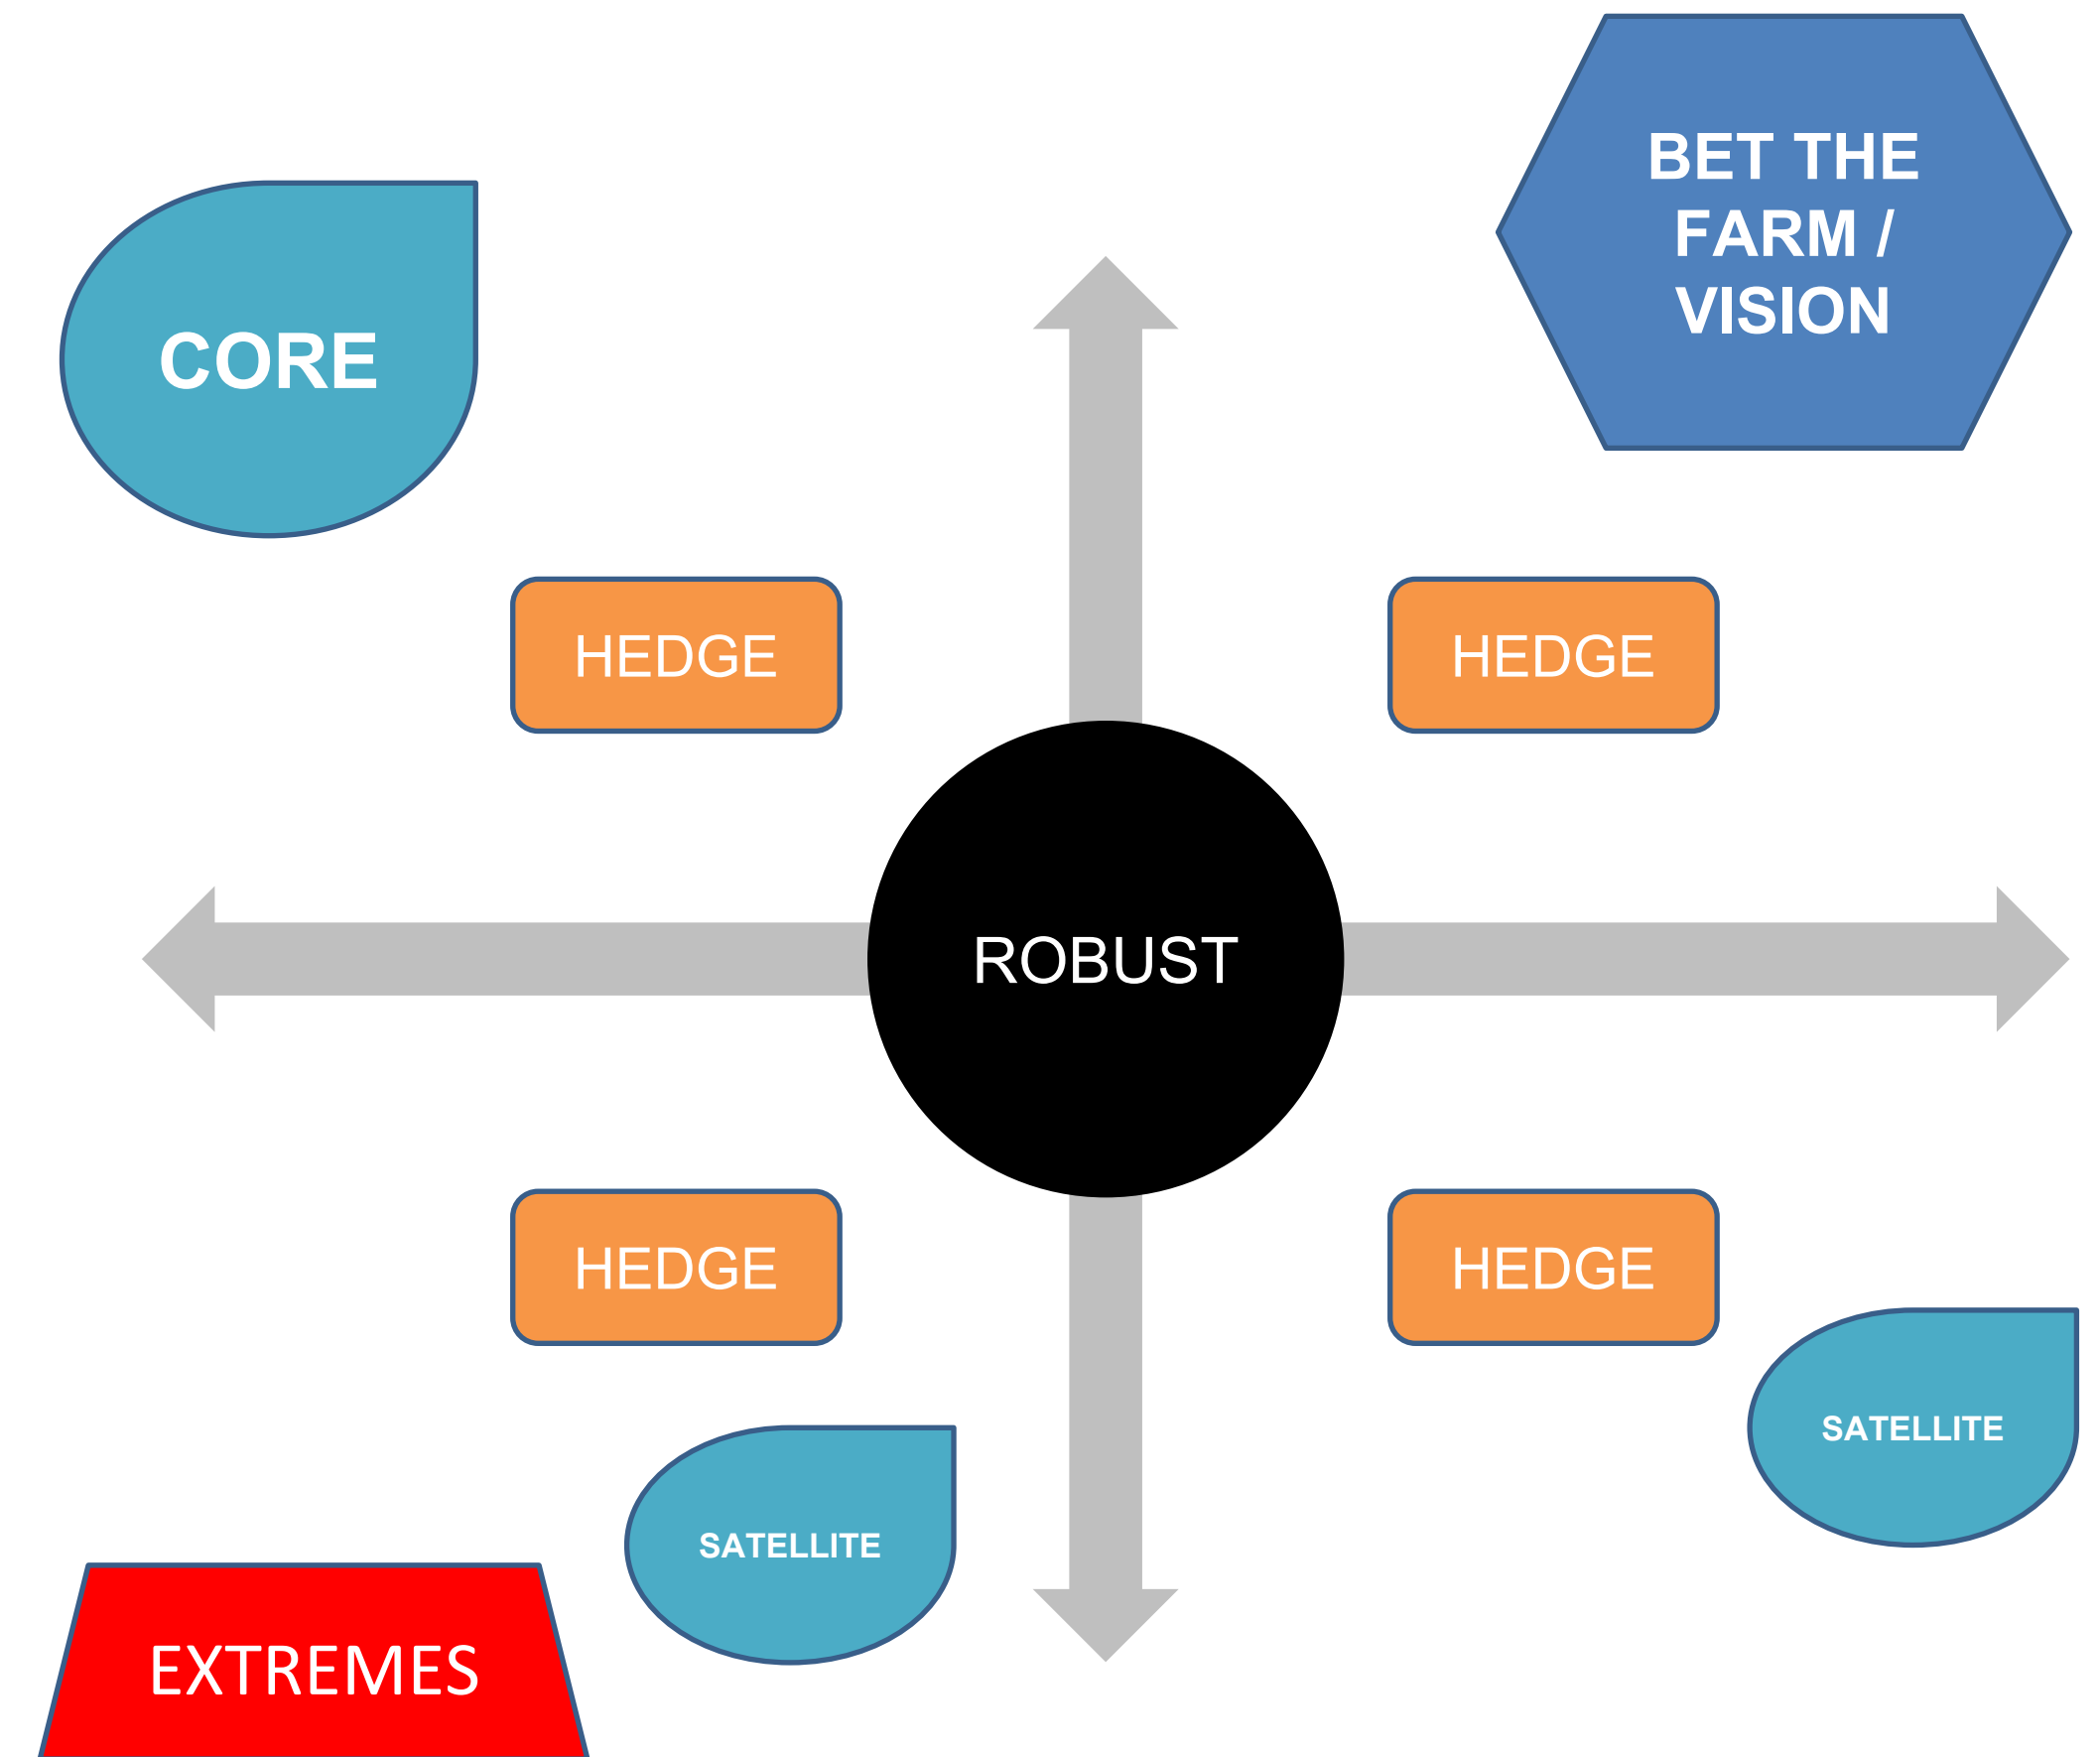 BET THE
FARM /
VISION
CORE
HEDGE
HEDGE
ROBUST
HEDGE
HEDGE
SATELLITE
SATELLITE
EXTREMES